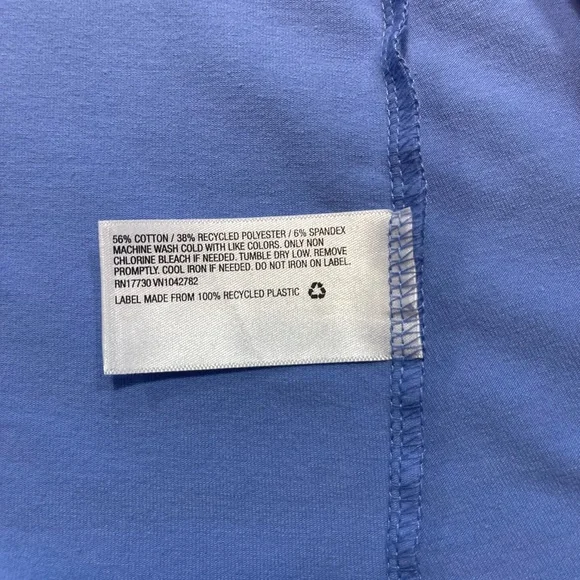 56% COTTON / 38% RECYCLED POLYESTER / 6% SPANDEX
MACHINE WASH COLD WITH LIKE COLORS. ONLY NON
CHLORINE BLEACH IF NEEDED. TUMBLE DRY LOW. REMOVE
PROMPTLY. COOL IRON IF NEEDED. DO NOT IRON ON LABEL.
RN17730 VN1042782
LABEL MADE FROM 100% RECYCLED PLASTIC